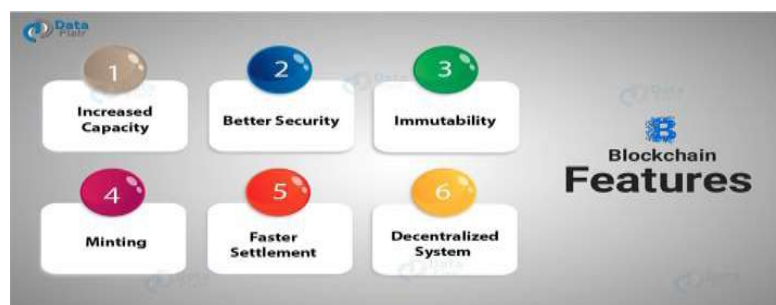 Data
Flair
1
Increased
Capacity
2
Better Security
3
Immutability
4
Minting
5
Faster
Settlement
6
Decentralized
System
Blockchain
Features